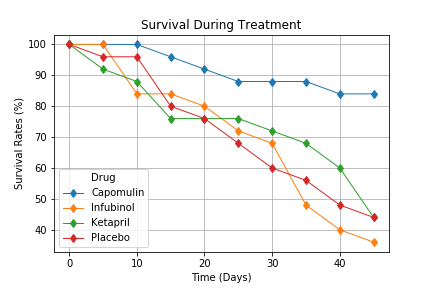 Survival During Treatment
100
90
80
70
60
50
40
Survival Rates (%)
Drug
Capomulin
Infubinol
Ketapril
Placebo
0 10 20 30 40
Time (Days)